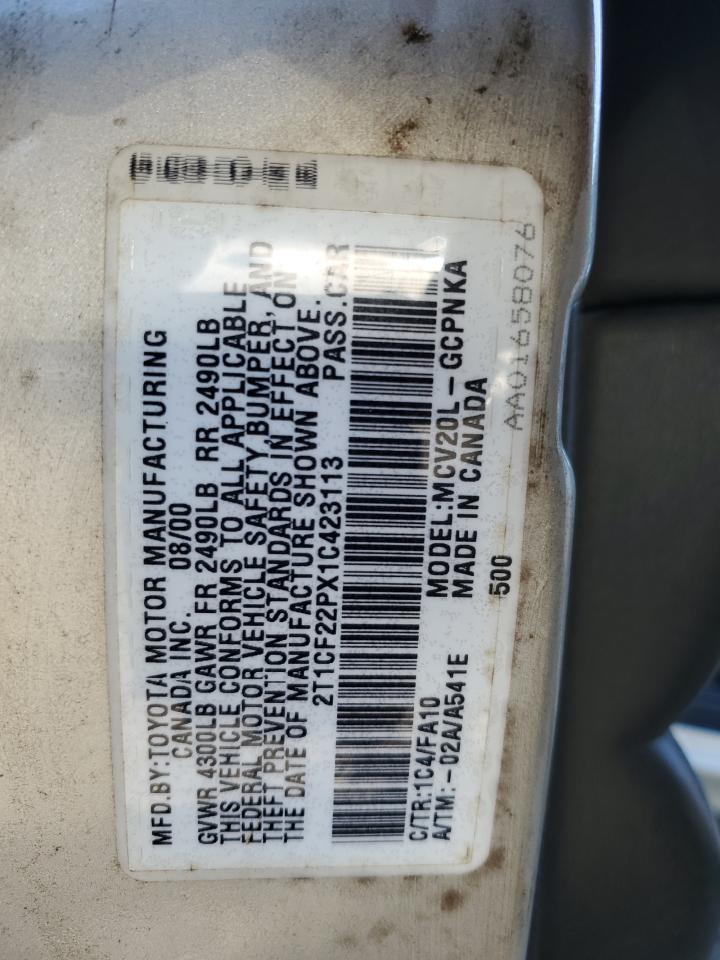 MFD.BY:TOYOTA MOTOR MANUFACTURING
CANADA INC. 08/00
GVWR 4300LB GAWR FR 2490LB RR 2490LB
THIS VEHICLE CONFORMS TO ALL APPLICABLE
FEDERAL MOTOR VEHICLE SAFETY,BUMPER, AND
THEFT PREVENTION STANDARDS IN EFFECT ON
THE DATE OF MANUFACTURE SHOWN ABOVE.
2T1CF22PX1C423113 PASS.CAR
C/TR:1C4/FA10 MODEL:MCV20L-GCPNKA
A/TM:-02A/A541E MADE IN CANADA
500
AA01658076